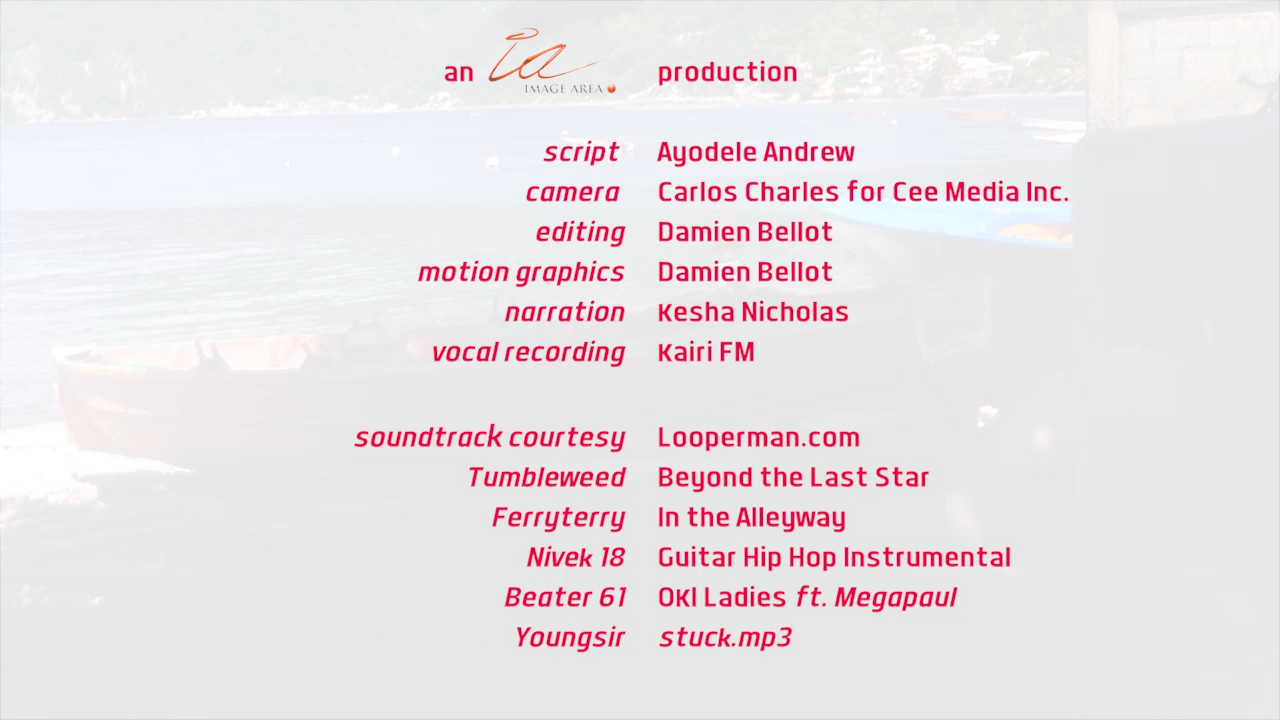 an ia IMAGE AREA production
script Ayodele Andrew
camera Carlos Charles for Cee Media Inc.
editing Damien Bellot
motion graphics Damien Bellot
narration Kesha Nicholas
vocal recording Kairi FM
soundtrack courtesy Looperman.com
Tumbleweed Beyond the Last Star
Ferryterry In the Alleyway
Nivek 18 Guitar Hip Hop Instrumental
Beater 61 OKI Ladies ft. Megapaul
Youngsir stuck.mp3